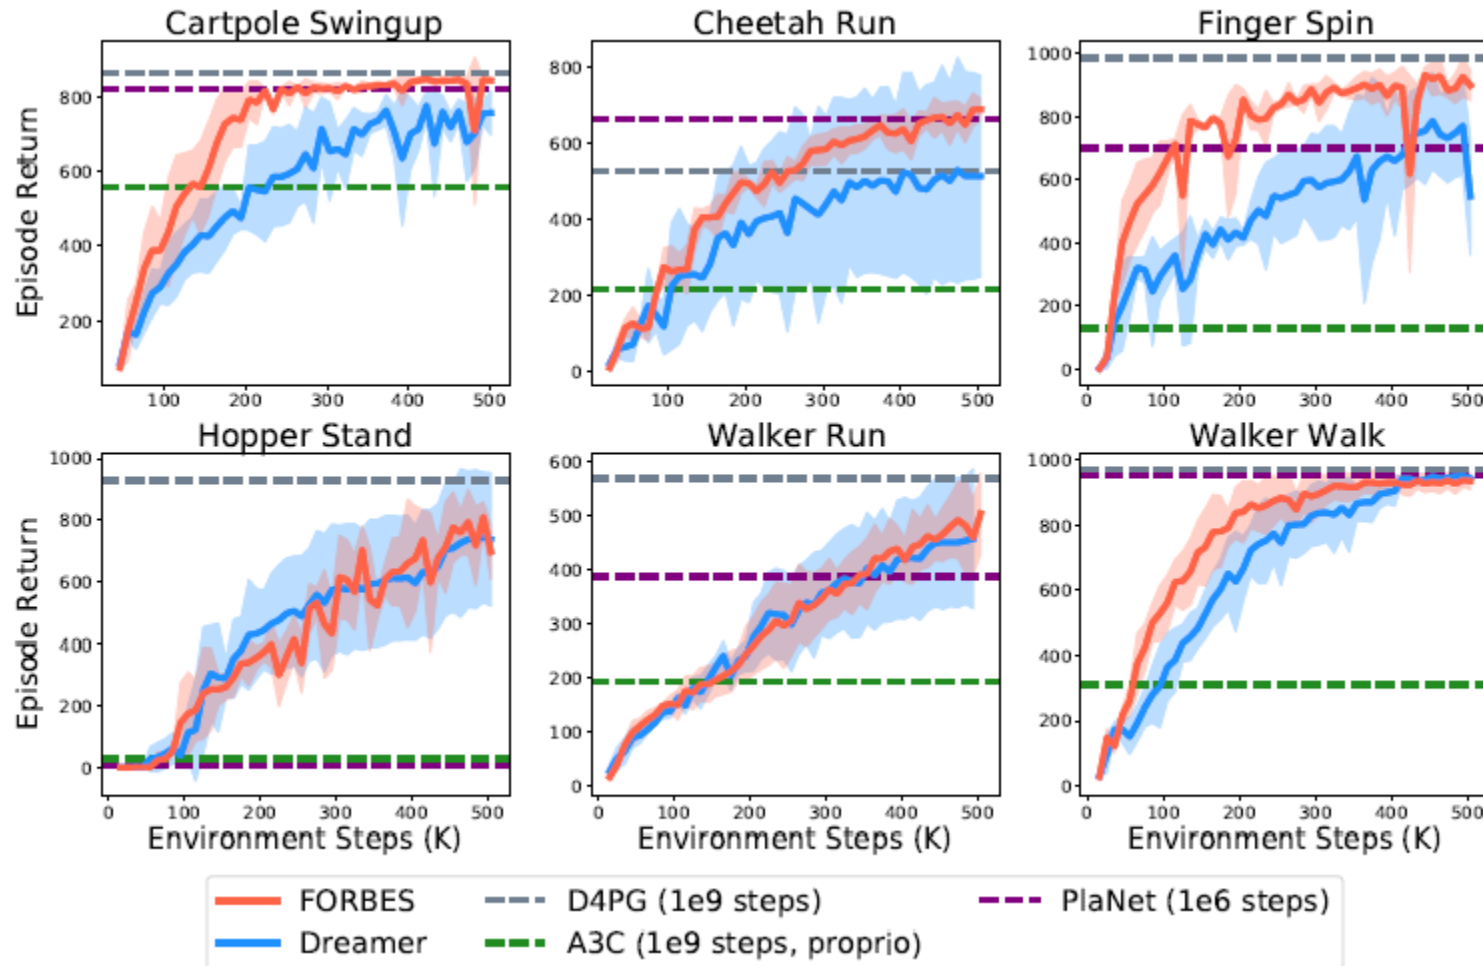 Cartpole Swingup
Cheetah Run
Finger Spin
Episode Return
800
600
400
200
100 200 300 400 500
800
600
400
200
0
100 200 300 400 500
1000
800
600
400
200
0
0 100 200 300 400 500
Hopper Stand
Walker Run
Walker Walk
Episode Return
1000
800
600
400
200
0
0 100 200 300 400 500
Environment Steps (K)
600
500
400
300
200
100
0
0 100 200 300 400 500
Environment Steps (K)
1000
800
600
400
200
0
0 100 200 300 400 500
Environment Steps (K)
FORBES
D4PG (1e9 steps)
PlaNet (1e6 steps)
Dreamer
A3C (1e9 steps, proprio)